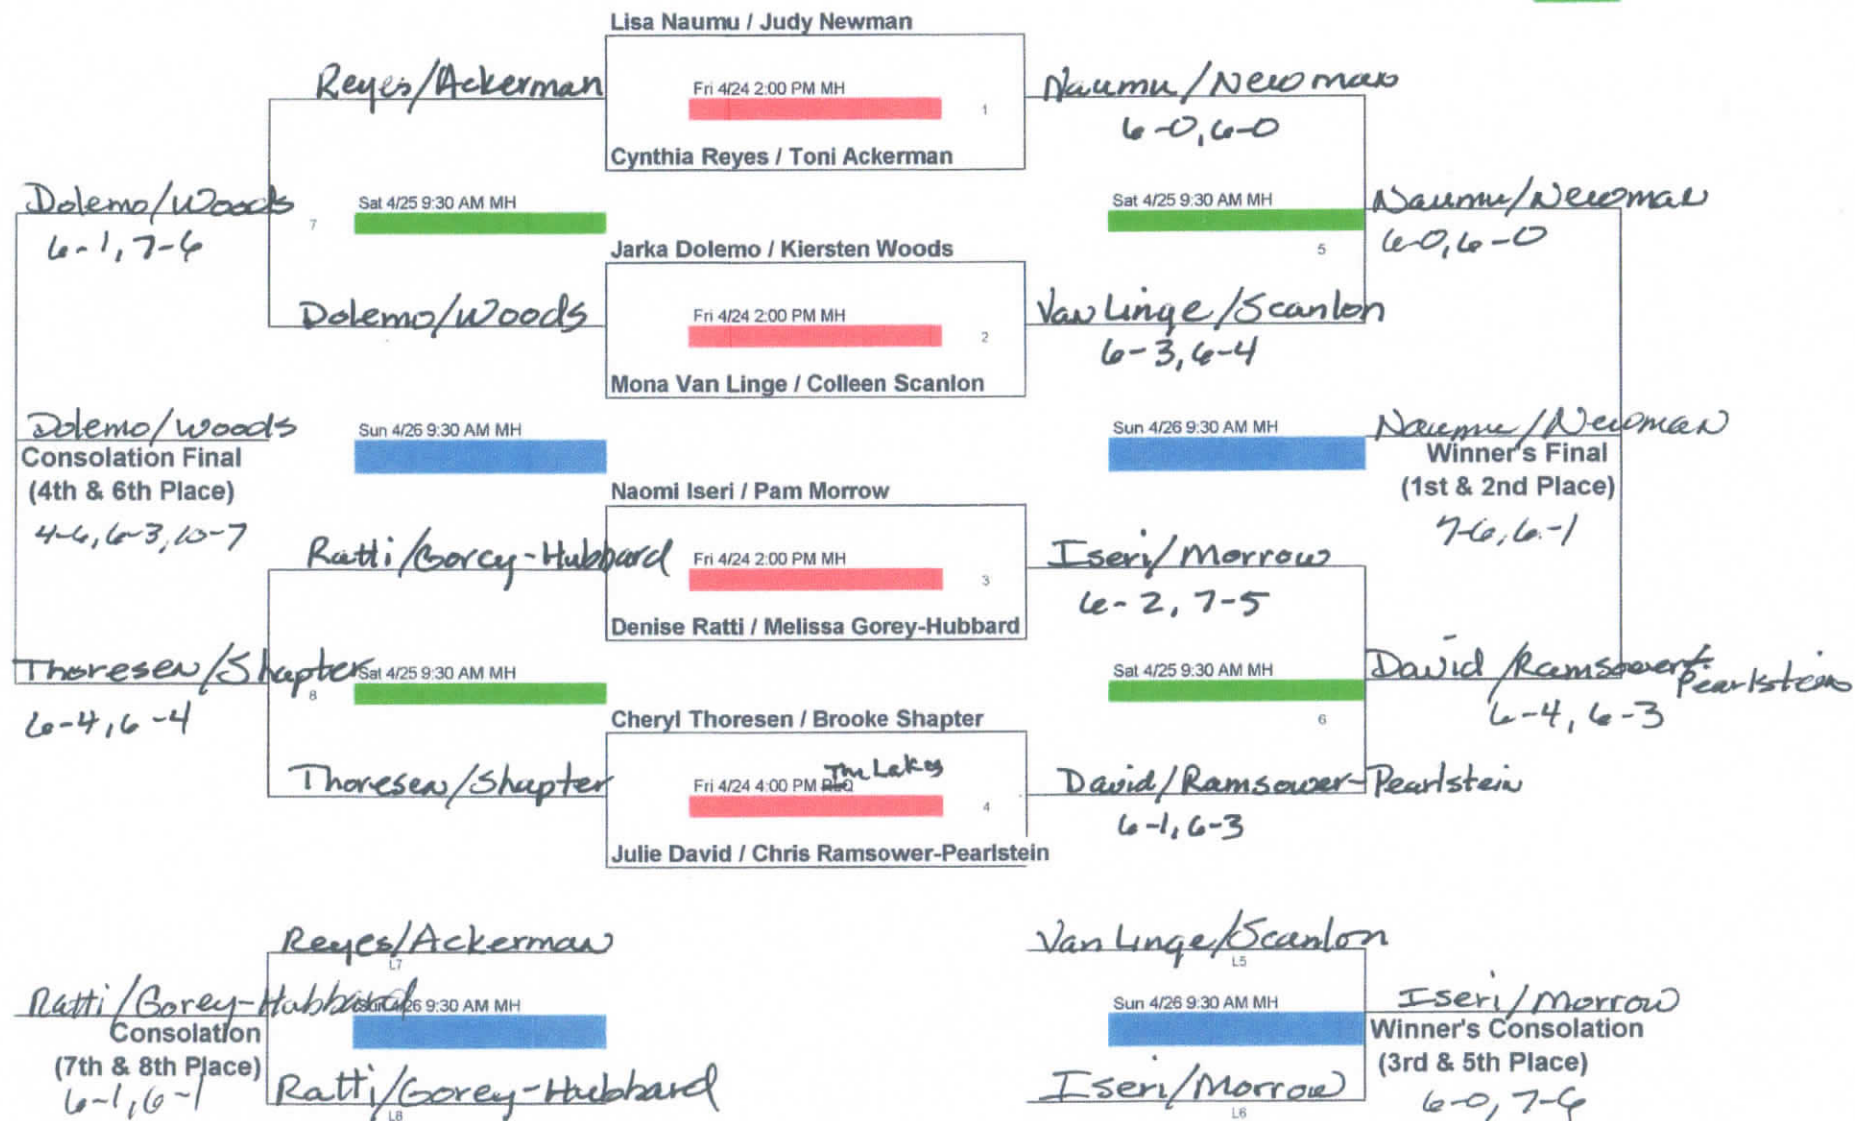 Lisa Naumu / Judy Newman
Reyes/Ackerman
Fri 4/24 2:00 PM MH
1
Naumu/Newman
6-0, 6-0
Cynthia Reyes / Toni Ackerman
Dolemo/Woods
6-1, 7-6
7
Sat 4/25 9:30 AM MH
Sat 4/25 9:30 AM MH
5
Naumu/Newman
6-0, 6-0
Jarka Dolemo / Kiersten Woods
Dolemo/Woods
Fri 4/24 2:00 PM MH
2
Van Linge/Scanlon
6-3, 6-4
Mona Van Linge / Colleen Scanlon
Dolemo/Woods
Consolation Final
(4th & 6th Place)
4-6, 6-3, 10-7
Sun 4/26 9:30 AM MH
Sun 4/26 9:30 AM MH
Naumu/Newman
Winner's Final
(1st & 2nd Place)
7-6, 6-1
Naomi Iseri / Pam Morrow
Ratti/Gorey-Hubbard
Fri 4/24 2:00 PM MH
3
Iseri/Morrow
6-2, 7-5
Denise Ratti / Melissa Gorey-Hubbard
Thoresen/Shapter
6-4, 6-4
8
Sat 4/25 9:30 AM MH
Sat 4/25 9:30 AM MH
6
David/Ramsower-
Pearlstein
6-4, 6-3
Cheryl Thoresen / Brooke Shapter
Thoresen/Shapter
The Lakes
Fri 4/24 4:00 PM
4
David/Ramsower-Pearlstein
6-1, 6-3
Julie David / Chris Ramsower-Pearlstein
Reyes/Ackerman
L7
Ratti/Gorey-Hubbard
26 9:30 AM MH
Consolation
(7th & 8th Place)
6-1, 6-1
Ratti/Gorey-Hubbard
L8
Van Linge/Scanlon
L5
Sun 4/26 9:30 AM MH
Iseri/Morrow
Winner's Consolation
(3rd & 5th Place)
6-0, 7-6
Iseri/Morrow
L6